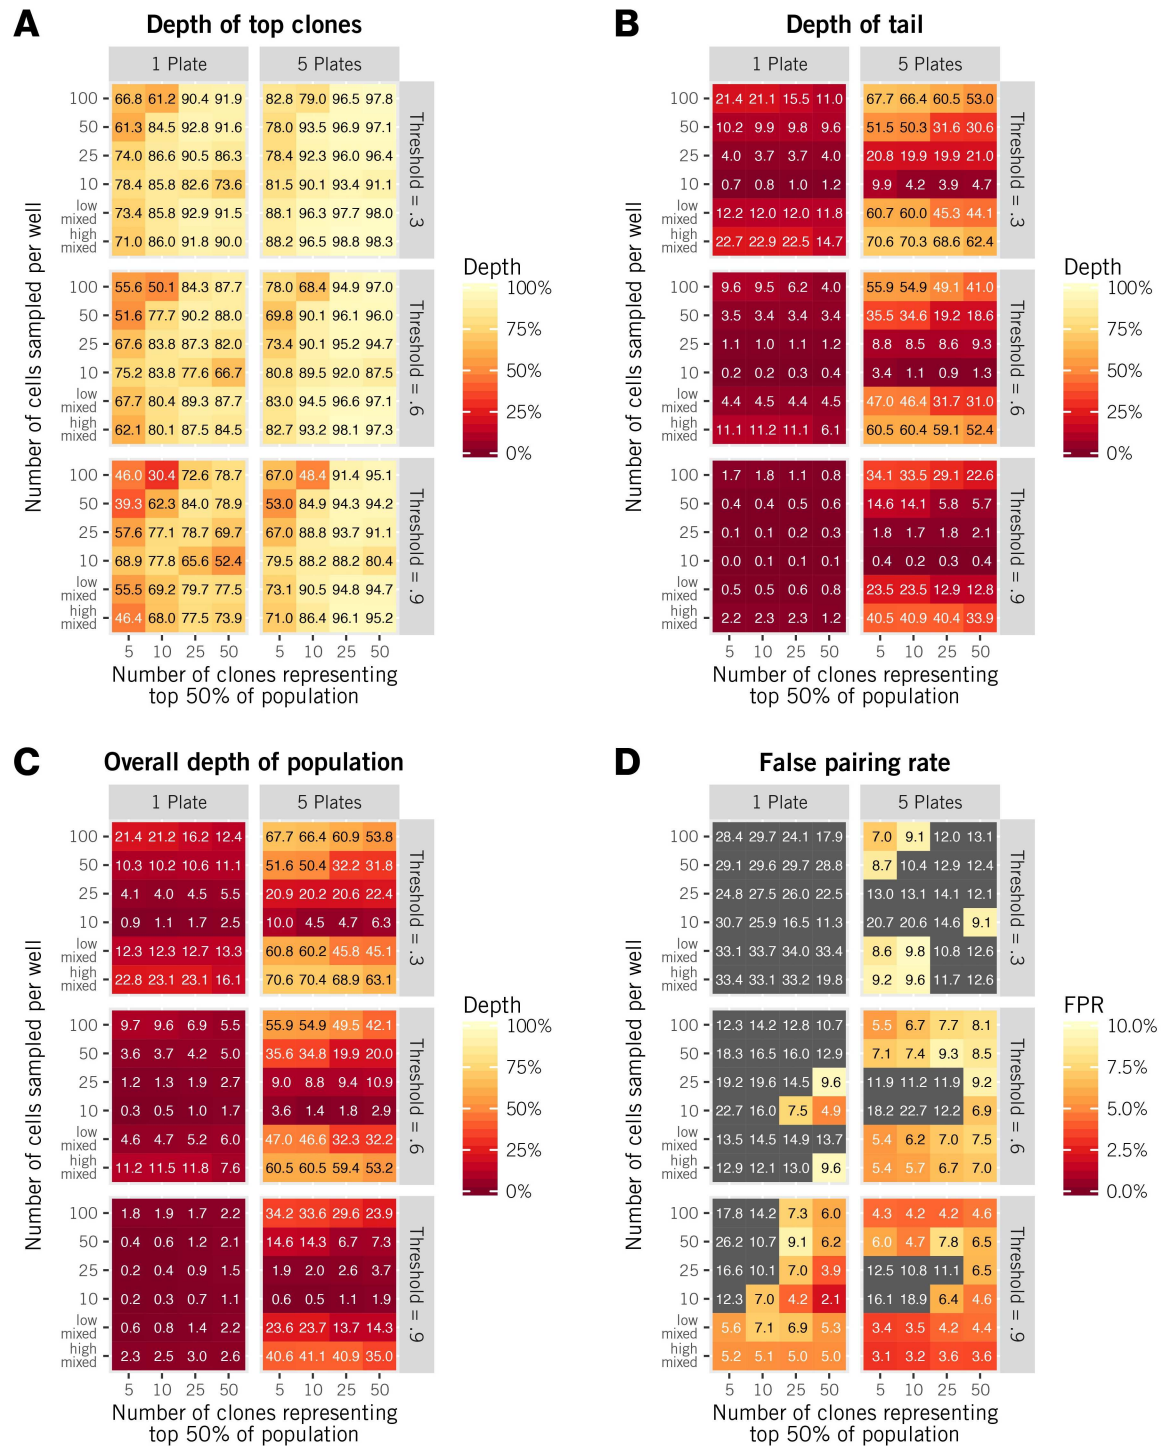 A
Depth of top clones
1 Plate
5 Plates
100
66.8 61.2 90.4 91.9
82.8 79.0 96.5 97.8
50
61.3 84.5 92.8 91.6
78.0 93.5 96.9 97.1
25
74.0 86.6 90.5 86.3
78.4 92.3 96.0 96.4
10
78.4 85.8 82.6 73.6
81.5 90.1 93.4 91.1
low
mixed
73.4 85.8 92.9 91.5
88.1 96.3 97.7 98.0
high
mixed
71.0 86.0 91.8 90.0
88.2 96.5 98.8 98.3
Threshold = .3
100
55.6 50.1 84.3 87.7
78.0 68.4 94.9 97.0
50
51.6 77.7 90.2 88.0
69.8 90.1 96.1 96.0
25
67.6 83.8 87.3 82.0
73.4 90.1 95.2 94.7
10
75.2 83.8 77.6 66.7
80.8 89.5 92.0 87.5
low
mixed
67.7 80.4 89.3 87.7
83.0 94.5 96.6 97.1
high
mixed
62.1 80.1 87.5 84.5
82.7 93.2 98.1 97.3
Threshold = .6
100
46.0 30.4 72.6 78.7
67.0 48.4 91.4 95.1
50
39.3 62.3 84.0 78.9
53.0 84.9 94.3 94.2
25
57.6 77.1 78.7 69.7
67.0 88.8 93.7 91.1
10
68.9 77.8 65.6 52.4
79.5 88.2 88.2 80.4
low
mixed
55.5 69.2 79.7 77.5
73.1 90.5 94.8 94.7
high
mixed
46.4 68.0 77.5 73.9
71.0 86.4 96.1 95.2
Threshold = .9
5 10 25 50
5 10 25 50
Number of cells sampled per well
Number of clones representing
top 50% of population
Depth
100%
75%
50%
25%
0%
B
Depth of tail
1 Plate
5 Plates
100
21.4 21.1 15.5 11.0
67.7 66.4 60.5 53.0
50
10.2 9.9 9.8 9.6
51.5 50.3 31.6 30.6
25
4.0 3.7 3.7 4.0
20.8 19.9 19.9 21.0
10
0.7 0.8 1.0 1.2
9.9 4.2 3.9 4.7
low
mixed
12.2 12.0 12.0 11.8
60.7 60.0 45.3 44.1
high
mixed
22.7 22.9 22.5 14.7
70.6 70.3 68.6 62.4
Threshold = .3
100
9.6 9.5 6.2 4.0
55.9 54.9 49.1 41.0
50
3.5 3.4 3.4 3.4
35.5 34.6 19.2 18.6
25
1.1 1.0 1.1 1.2
8.8 8.5 8.6 9.3
10
0.2 0.2 0.3 0.4
3.4 1.1 0.9 1.3
low
mixed
4.4 4.5 4.4 4.5
47.0 46.4 31.7 31.0
high
mixed
11.1 11.2 11.1 6.1
60.5 60.4 59.1 52.4
Threshold = .6
100
1.7 1.8 1.1 0.8
34.1 33.5 29.1 22.6
50
0.4 0.4 0.5 0.6
14.6 14.1 5.8 5.7
25
0.1 0.1 0.2 0.3
1.8 1.7 1.8 2.1
10
0.0 0.1 0.1 0.1
0.4 0.2 0.3 0.4
low
mixed
0.5 0.5 0.6 0.8
23.5 23.5 12.9 12.8
high
mixed
2.2 2.3 2.3 1.2
40.5 40.9 40.4 33.9
Threshold = .9
5 10 25 50
5 10 25 50
Number of cells sampled per well
Number of clones representing
top 50% of population
Depth
100%
75%
50%
25%
0%
C
Overall depth of population
1 Plate
5 Plates
100
21.4 21.2 16.2 12.4
67.7 66.4 60.9 53.8
50
10.3 10.2 10.6 11.1
51.6 50.4 32.2 31.8
25
4.1 4.0 4.5 5.5
20.9 20.2 20.6 22.4
10
0.9 1.1 1.7 2.5
10.0 4.5 4.7 6.3
low
mixed
12.3 12.3 12.7 13.3
60.8 60.2 45.8 45.1
high
mixed
22.8 23.1 23.1 16.1
70.6 70.4 68.9 63.1
Threshold = .3
100
9.7 9.6 6.9 5.5
55.9 54.9 49.5 42.1
50
3.6 3.7 4.2 5.0
35.6 34.8 19.9 20.0
25
1.2 1.3 1.9 2.7
9.0 8.8 9.4 10.9
10
0.3 0.5 1.0 1.7
3.6 1.4 1.8 2.9
low
mixed
4.6 4.7 5.2 6.0
47.0 46.6 32.3 32.2
high
mixed
11.2 11.5 11.8 7.6
60.5 60.5 59.4 53.2
Threshold = .6
100
1.8 1.9 1.7 2.2
34.2 33.6 29.6 23.9
50
0.4 0.6 1.2 2.1
14.6 14.3 6.7 7.3
25
0.2 0.4 0.9 1.5
1.9 2.0 2.6 3.7
10
0.2 0.3 0.7 1.1
0.6 0.5 1.1 1.9
low
mixed
0.6 0.8 1.4 2.2
23.6 23.7 13.7 14.3
high
mixed
2.3 2.5 3.0 2.6
40.6 41.1 40.9 35.0
Threshold = .9
5 10 25 50
5 10 25 50
Number of cells sampled per well
Number of clones representing
top 50% of population
Depth
100%
75%
50%
25%
0%
D
False pairing rate
1 Plate
5 Plates
100
28.4 29.7 24.1 17.9
7.0 9.1 12.0 13.1
50
29.1 29.6 29.7 28.8
8.7 10.4 12.9 12.4
25
24.8 27.5 26.0 22.5
13.0 13.1 14.1 12.1
10
30.7 25.9 16.5 11.3
20.7 20.6 14.6 9.1
low
mixed
33.1 33.7 34.0 33.4
8.6 9.8 10.8 12.6
high
mixed
33.4 33.1 33.2 19.8
9.2 9.6 11.7 12.6
Threshold = .3
100
12.3 14.2 12.8 10.7
5.5 6.7 7.7 8.1
50
18.3 16.5 16.0 12.9
7.1 7.4 9.3 8.5
25
19.2 19.6 14.5 9.6
11.9 11.2 11.9 9.2
10
22.7 16.0 7.5 4.9
18.2 22.7 12.2 6.9
low
mixed
13.5 14.5 14.9 13.7
5.4 6.2 7.0 7.5
high
mixed
12.9 12.1 13.0 9.6
5.4 5.7 6.7 7.0
Threshold = .6
100
17.8 14.2 7.3 6.0
4.3 4.2 4.2 4.6
50
26.2 10.7 9.1 6.2
6.0 4.7 7.8 6.5
25
16.6 10.1 7.0 3.9
12.5 10.8 11.1 6.5
10
12.3 7.0 4.2 2.1
16.1 18.9 6.4 4.6
low
mixed
5.6 7.1 6.9 5.3
3.4 3.5 4.2 4.4
high
mixed
5.2 5.1 5.0 5.0
3.1 3.2 3.6 3.6
Threshold = .9
5 10 25 50
5 10 25 50
Number of cells sampled per well
Number of clones representing
top 50% of population
FPR
10.0%
7.5%
5.0%
2.5%
0.0%